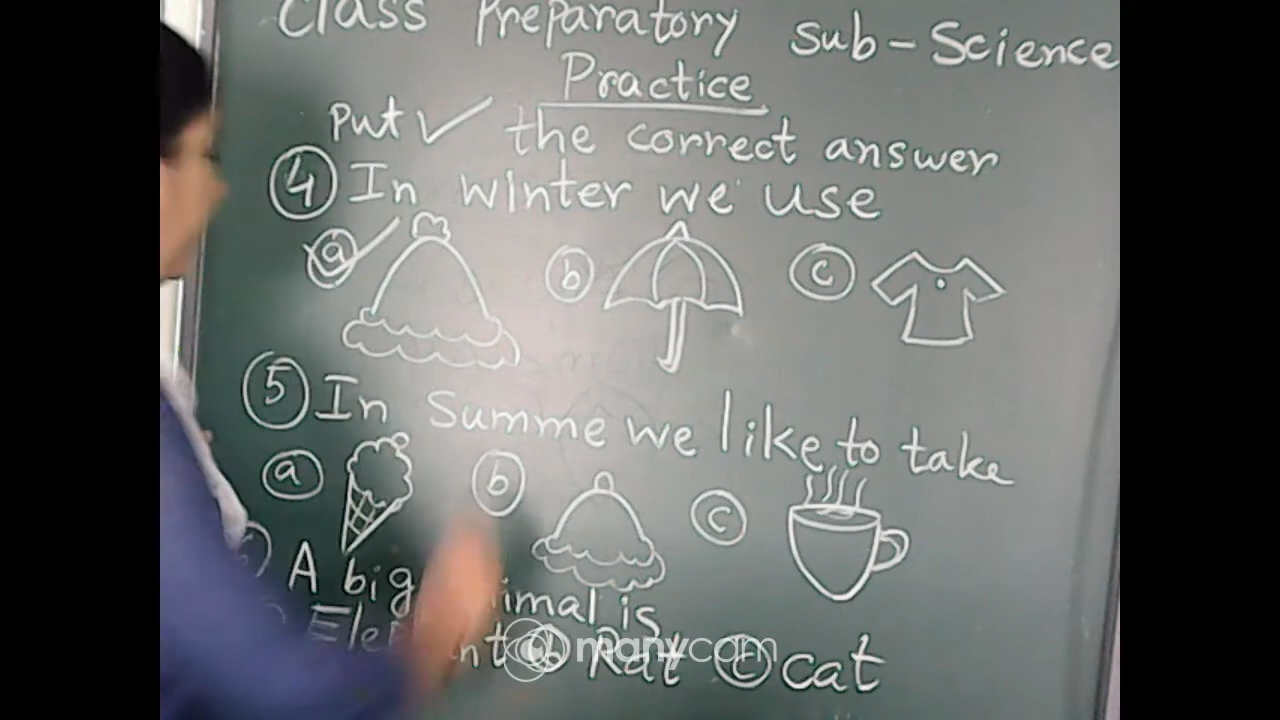 Class Preparatory Sub-Science
Practice
Put ✓ the correct answer
④ In winter we use
ⓐ✓ ⓑ ⓒ
⑤ In Summe we like to take
ⓐ ⓑ ⓒ
A big is
ⓑ Rat ⓒ cat
manycam